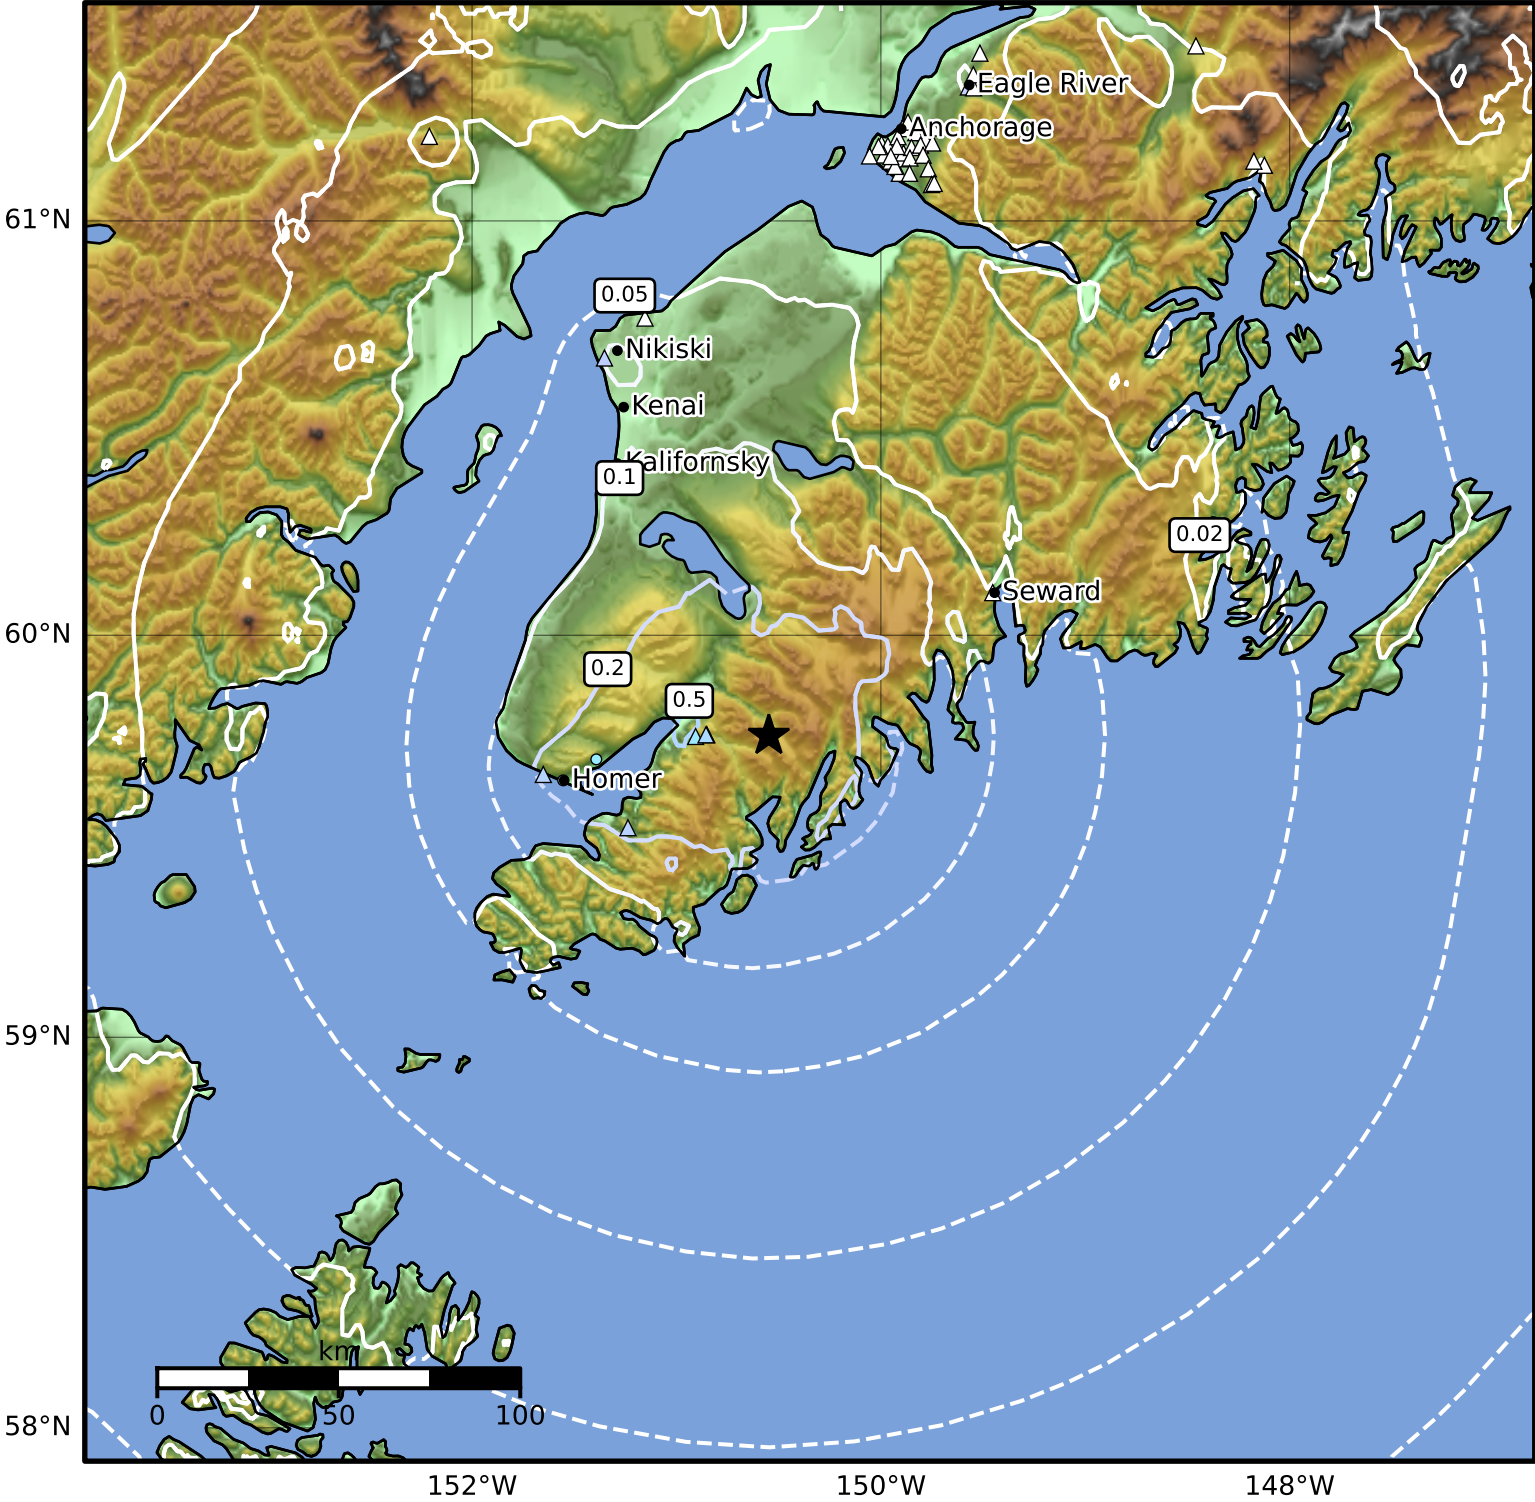 Eagle River
Anchorage
61°N
0.05
Nikiski
Kenai
Kalifornsky
0.1
0.02
Seward
60°N
0.2
0.5
Homer
59°N
km
0 50 100
58°N
152°W 150°W 148°W